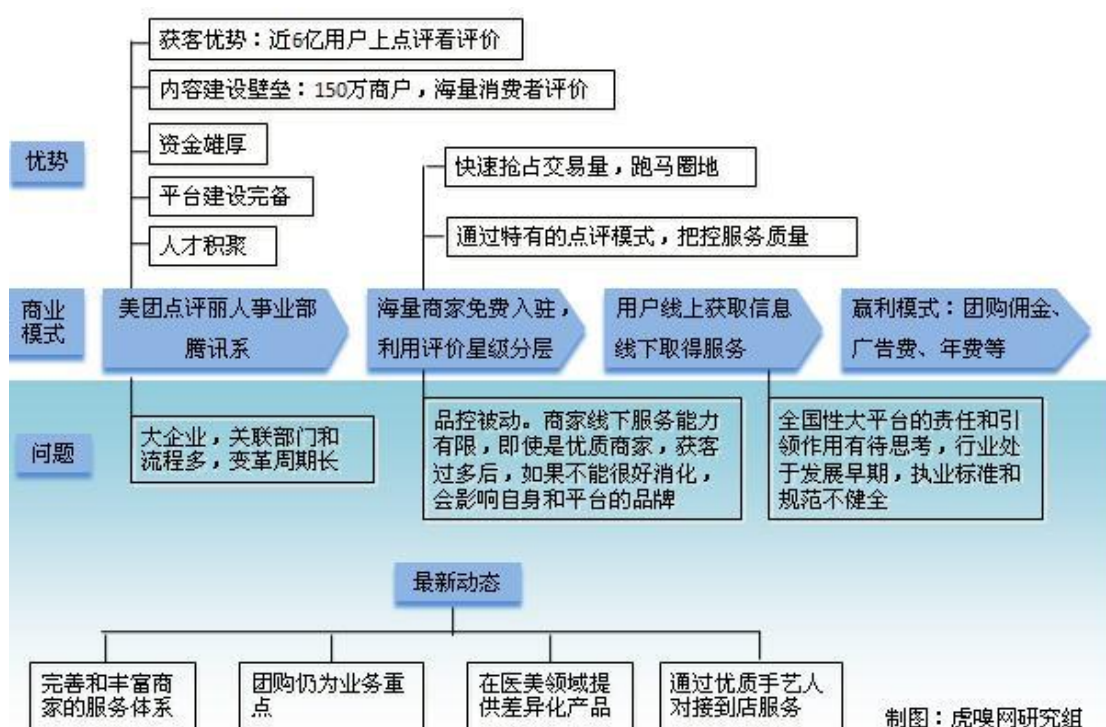 获客优势：近6亿用户上点评看评价
内容建设壁垒：150万商户，海量消费者评价
优势
资金雄厚
平台建设完备
人才积聚
快速抢占交易量，跑马圈地
通过特有的点评模式，把控服务质量
商业
模式
美团点评丽人事业部
腾讯系
海量商家免费入驻，
利用评价星级分层
用户线上获取信息
线下取得服务
赢利模式：团购佣金、
广告费、年费等
问题
大企业，关联部门和
流程多，变革周期长
品控被动。商家线下服务能力
有限，即使是优质商家，获客
过多后，如果不能很好消化，
会影响自身和平台的品牌
全国性大平台的责任和引
领作用有待思考，行业处
于发展早期，执业标准和
规范不健全
最新动态
完善和丰富商
家的服务体系
团购仍为业务重
点
在医美领域提
供差异化产品
通过优质手艺人
对接到店服务
制图：虎嗅网研究组